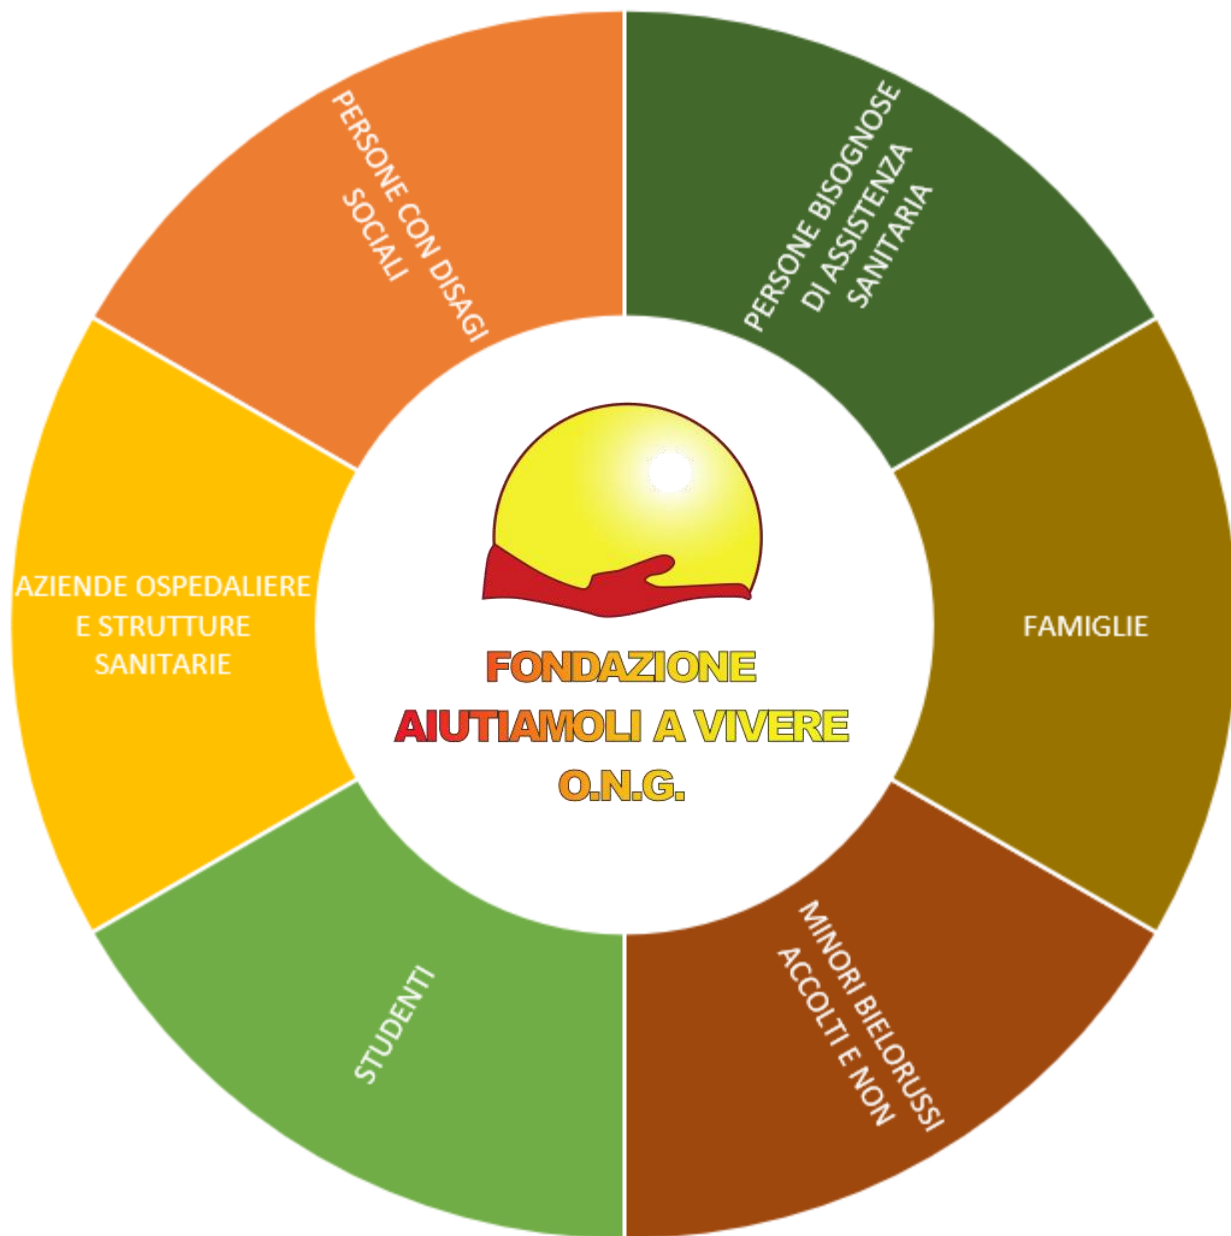 PERSONE BISOGNOSE
DI ASSISTENZA
SANITARIA
FAMIGLIE
MINORI BIELORUSSI
ACCOLTI E NON
STUDENTI
AZIENDE OSPEDALIERE
E STRUTTURE
SANITARIE
PERSONE CON DISAGI
SOCIALI
FONDAZIONE
AIUTIAMOLI A VIVERE
O.N.G.